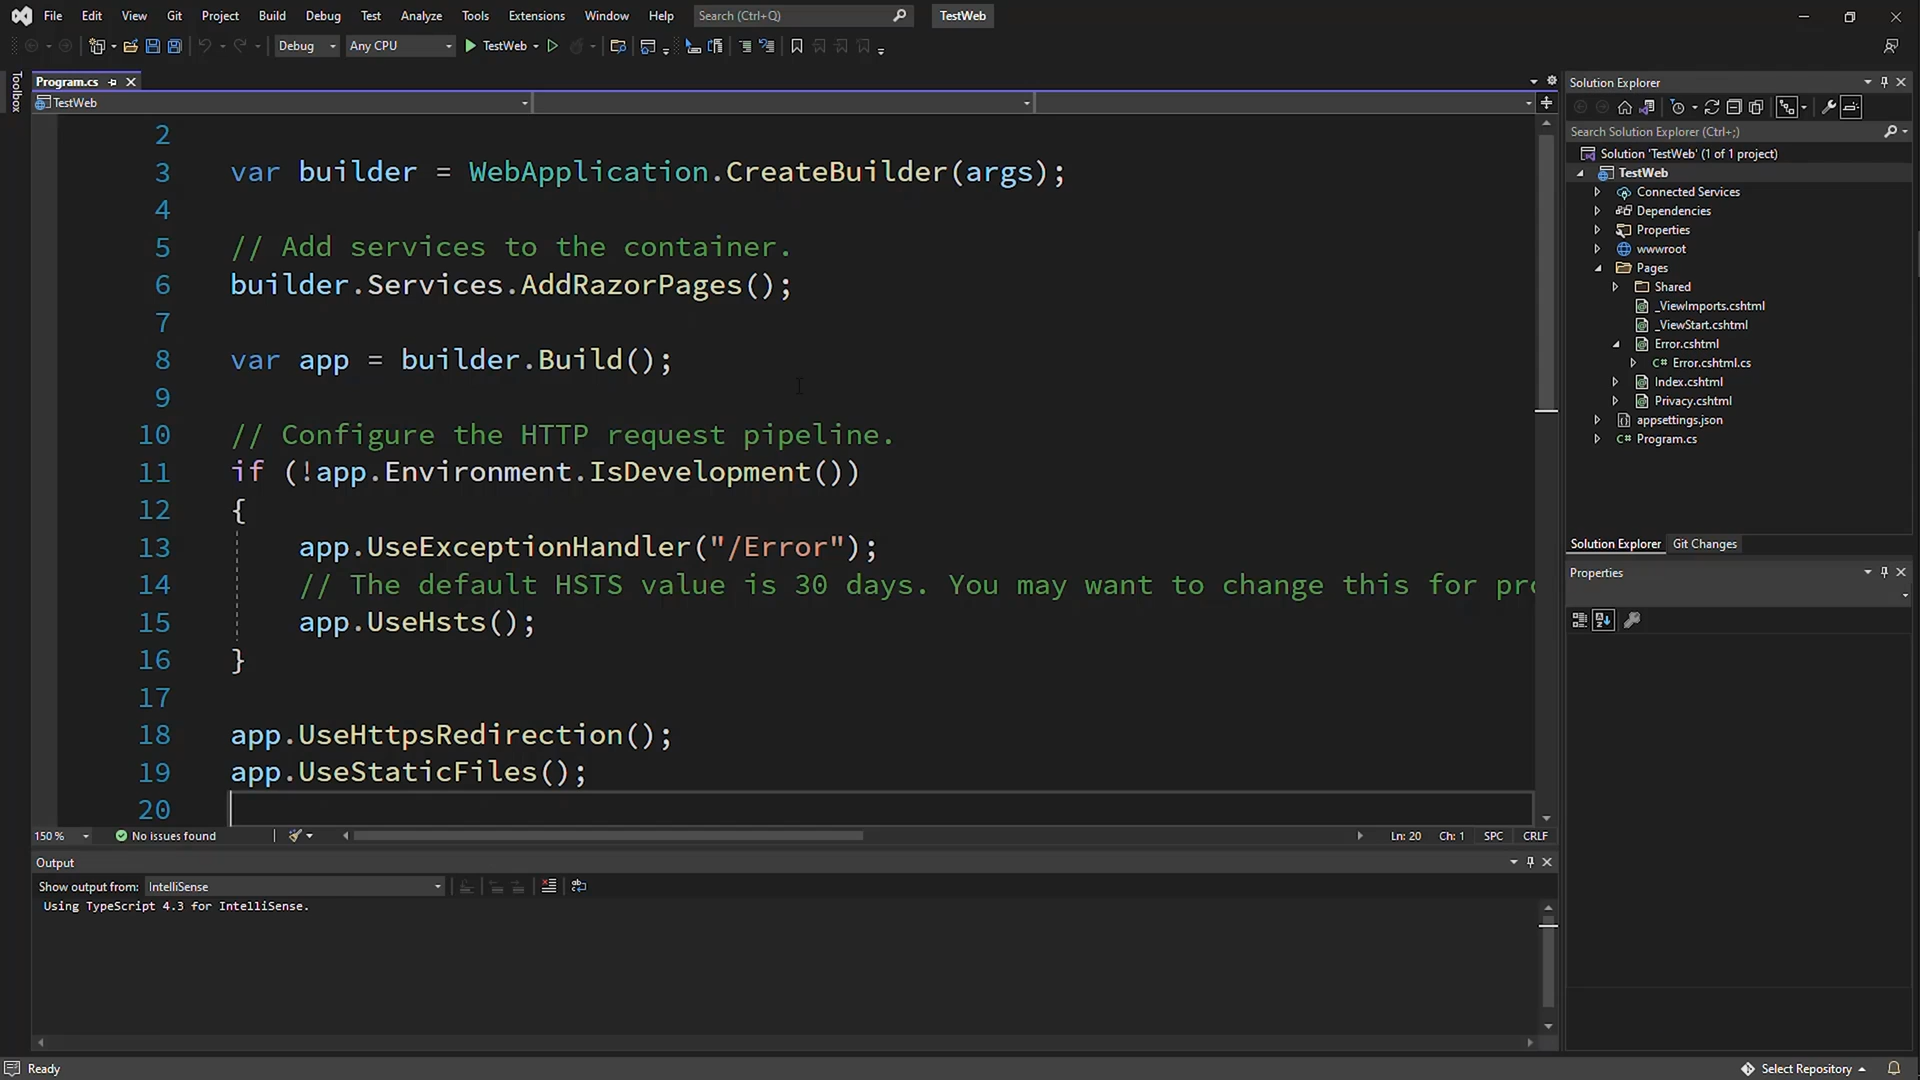 File Edit View Git Project Build Debug Test Analyze Tools Extensions Window Help Search (Ctrl+Q) TestWeb
Debug Any CPU TestWeb
Toolbox
Program.cs
TestWeb
2
3 var builder = WebApplication.CreateBuilder(args);
4
5 // Add services to the container.
6 builder.Services.AddRazorPages();
7
8 var app = builder.Build();
9
10 // Configure the HTTP request pipeline.
11 if (!app.Environment.IsDevelopment())
12 {
13 app.UseExceptionHandler("/Error");
14 // The default HSTS value is 30 days. You may want to change this for pro
15 app.UseHsts();
16 }
17
18 app.UseHttpsRedirection();
19 app.UseStaticFiles();
20
150 % No issues found Ln: 20 Ch: 1 SPC CRLF
Output
Show output from: IntelliSense
Using TypeScript 4.3 for IntelliSense.
Solution Explorer
Search Solution Explorer (Ctrl+;)
Solution 'TestWeb' (1 of 1 project)
TestWeb
Connected Services
Dependencies
Properties
wwwroot
Pages
Shared
_ViewImports.cshtml
_ViewStart.cshtml
Error.cshtml
C# Error.cshtml.cs
Index.cshtml
Privacy.cshtml
appsettings.json
C# Program.cs
Solution Explorer Git Changes
Properties
Ready Select Repository